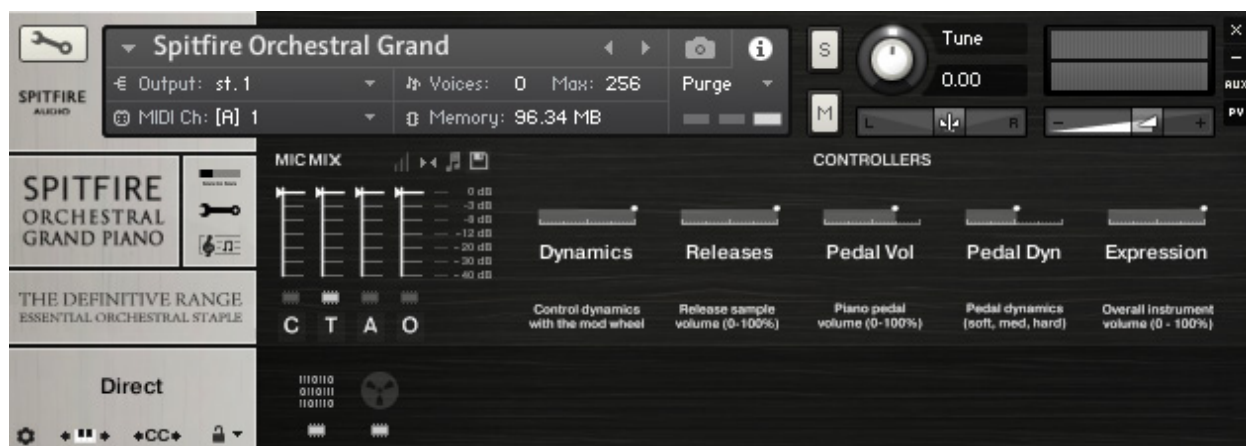 Spitfire Orchestral Grand
Output: st.1
Voices: 0 Max: 256
Purge
MIDI Ch: [A] 1
Memory: 96.34 MB
S
M
Tune
0.00
L
R
-
+
×
-
AUX
PV
SPITFIRE
AUDIO
SPITFIRE
ORCHESTRAL
GRAND PIANO
THE DEFINITIVE RANGE
ESSENTIAL ORCHESTRAL STAPLE
Direct
CC
MIC MIX
0 dB
-3 dB
-12 dB
-20 dB
-30 dB
-40 dB
C T A O
CONTROLLERS
Dynamics
Releases
Pedal Vol
Pedal Dyn
Expression
Control dynamics
with the mod wheel
Release sample
volume (0-100%)
Piano pedal
volume (0-100%)
Pedal dynamics
(soft, med, hard)
Overall instrument
volume (0 - 100%)